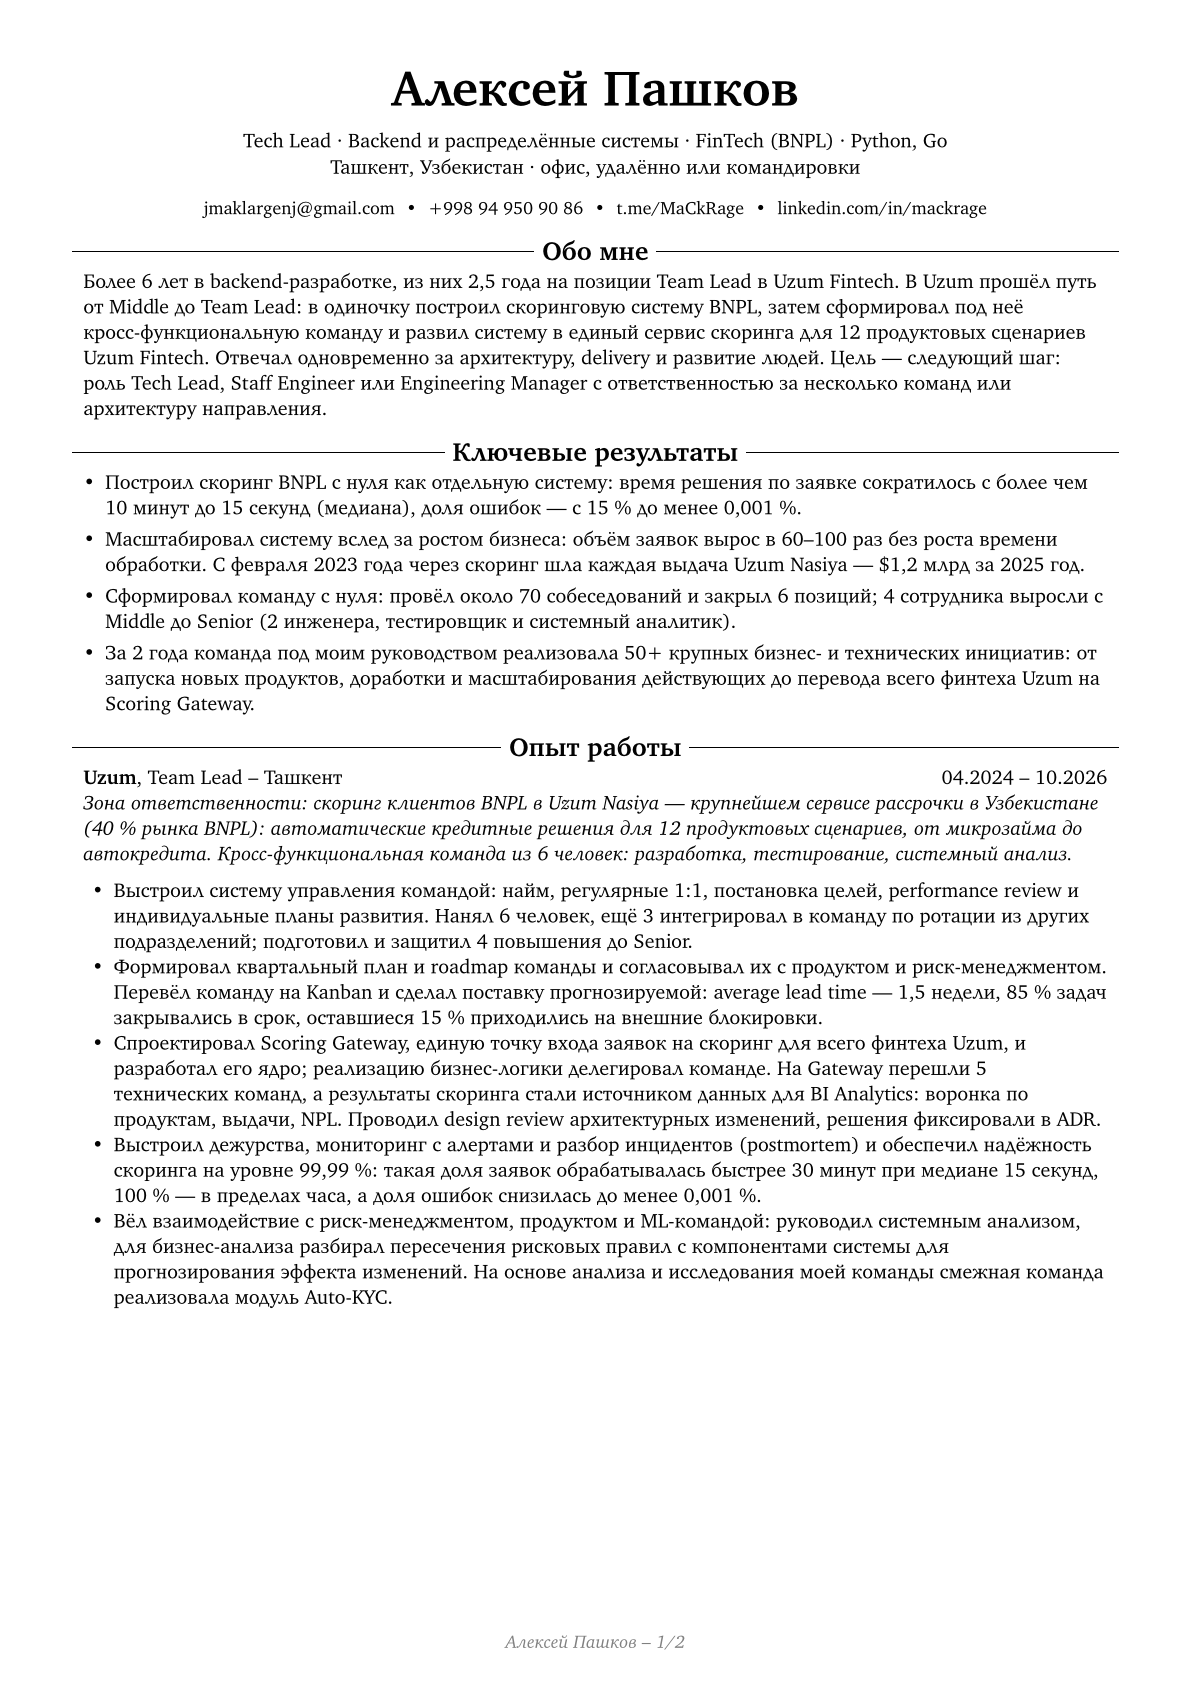 Алексей Пашков
Tech Lead · Backend и распределённые системы · FinTech (BNPL) · Python, Go
Ташкент, Узбекистан · офис, удалённо или командировки
jmaklargenj@gmail.com • +998 94 950 90 86 • t.me/MaCkRage • linkedin.com/in/mackrage
Обо мне
Более 6 лет в backend-разработке, из них 2,5 года на позиции Team Lead в Uzum Fintech. В Uzum прошёл путь
от Middle до Team Lead: в одиночку построил скоринговую систему BNPL, затем сформировал под неё
кросс-функциональную команду и развил систему в единый сервис скоринга для 12 продуктовых сценариев
Uzum Fintech. Отвечал одновременно за архитектуру, delivery и развитие людей. Цель — следующий шаг:
роль Tech Lead, Staff Engineer или Engineering Manager с ответственностью за несколько команд или
архитектуру направления.
Ключевые результаты
• Построил скоринг BNPL с нуля как отдельную систему: время решения по заявке сократилось с более чем
10 минут до 15 секунд (медиана), доля ошибок — с 15 % до менее 0,001 %.
• Масштабировал систему вслед за ростом бизнеса: объём заявок вырос в 60–100 раз без роста времени
обработки. С февраля 2023 года через скоринг шла каждая выдача Uzum Nasiya — $1,2 млрд за 2025 год.
• Сформировал команду с нуля: провёл около 70 собеседований и закрыл 6 позиций; 4 сотрудника выросли с
Middle до Senior (2 инженера, тестировщик и системный аналитик).
• За 2 года команда под моим руководством реализовала 50+ крупных бизнес- и технических инициатив: от
запуска новых продуктов, доработки и масштабирования действующих до перевода всего финтеха Uzum на
Scoring Gateway.
Опыт работы
Uzum, Team Lead – Ташкент 04.2024 – 10.2026
Зона ответственности: скоринг клиентов BNPL в Uzum Nasiya — крупнейшем сервисе рассрочки в Узбекистане
(40 % рынка BNPL): автоматические кредитные решения для 12 продуктовых сценариев, от микрозайма до
автокредита. Кросс-функциональная команда из 6 человек: разработка, тестирование, системный анализ.
• Выстроил систему управления командой: найм, регулярные 1:1, постановка целей, performance review и
индивидуальные планы развития. Нанял 6 человек, ещё 3 интегрировал в команду по ротации из других
подразделений; подготовил и защитил 4 повышения до Senior.
• Формировал квартальный план и roadmap команды и согласовывал их с продуктом и риск-менеджментом.
Перевёл команду на Kanban и сделал поставку прогнозируемой: average lead time — 1,5 недели, 85 % задач
закрывались в срок, оставшиеся 15 % приходились на внешние блокировки.
• Спроектировал Scoring Gateway, единую точку входа заявок на скоринг для всего финтеха Uzum, и
разработал его ядро; реализацию бизнес-логики делегировал команде. На Gateway перешли 5
технических команд, а результаты скоринга стали источником данных для BI Analytics: воронка по
продуктам, выдачи, NPL. Проводил design review архитектурных изменений, решения фиксировали в ADR.
• Выстроил дежурства, мониторинг с алертами и разбор инцидентов (postmortem) и обеспечил надёжность
скоринга на уровне 99,99 %: такая доля заявок обрабатывалась быстрее 30 минут при медиане 15 секунд,
100 % — в пределах часа, а доля ошибок снизилась до менее 0,001 %.
• Вёл взаимодействие с риск-менеджментом, продуктом и ML-командой: руководил системным анализом,
для бизнес-анализа разбирал пересечения рисковых правил с компонентами системы для
прогнозирования эффекта изменений. На основе анализа и исследования моей команды смежная команда
реализовала модуль Auto-KYC.
Алексей Пашков – 1/2